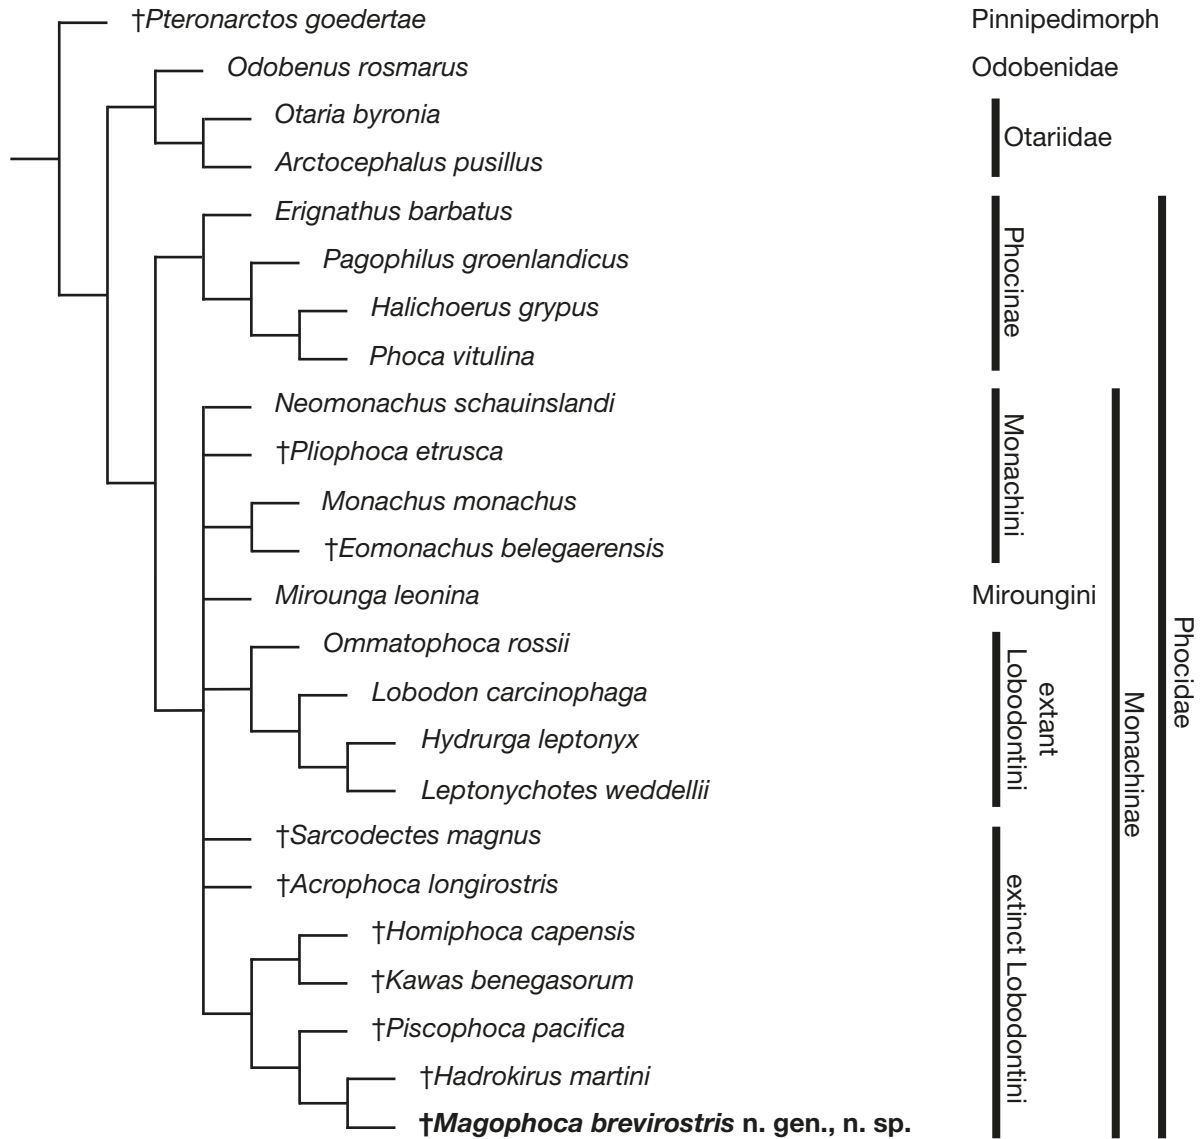 †Pteronarctos goedertae Pinnipedimorph
Odobenus rosmarus Odobenidae
Otaria byronia
Otariidae
Arctocephalus pusillus
Erignathus barbatus
Pagophilus groenlandicus
Halichoerus grypus
Phoca vitulina
Phocinae
Neomonachus schauinslandi
†Pliophoca etrusca
Monachus monachus
†Eomonachus belegaerensis
Monachini
Mirounga leonina Miroungini
Ommatophoca rossii
Lobodon carcinophaga
Hydrurga leptonyx
Leptonychotes weddellii
extant
Lobodontini
†Sarcodectes magnus
†Acrophoca longirostris
†Homiphoca capensis
†Kawas benegasorum
†Piscophoca pacifica
†Hadrokirus martini
†Magophoca brevirostris n. gen., n. sp.
extinct Lobodontini
Monachinae
Phocidae